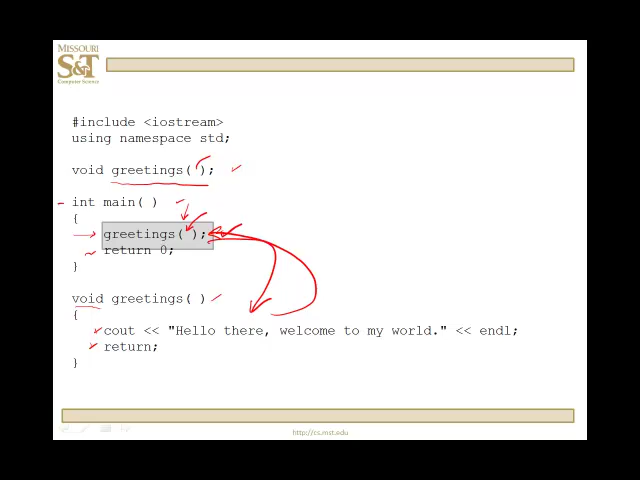 MISSOURI
S&T
Computer Science
#include <iostream>
using namespace std;
void greetings( );
int main( )
{
greetings( );
return 0;
}
void greetings( )
{
cout << "Hello there, welcome to my world." << endl;
return;
}
http://cs.mst.edu